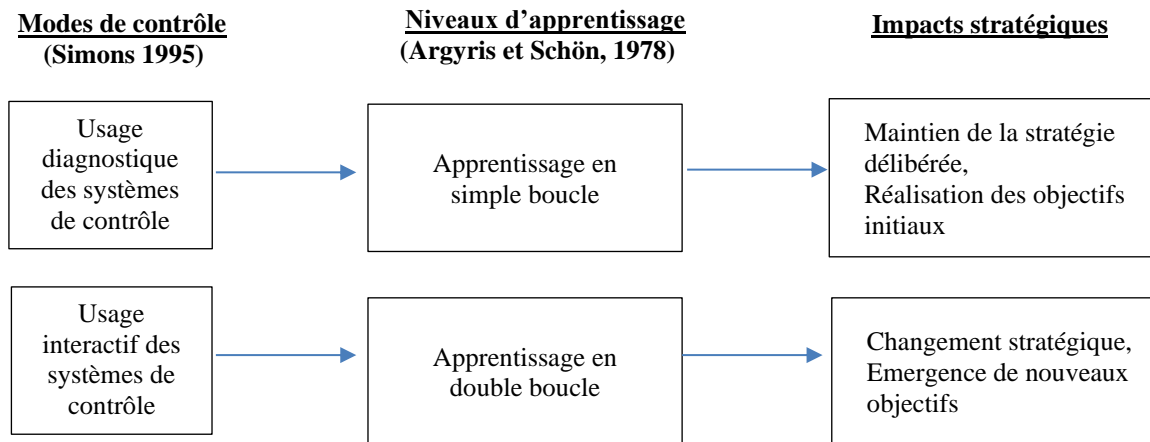 Modes de contrôle
(Simons 1995)
Niveaux d’apprentissage
(Argyris et Schön, 1978)
Impacts stratégiques
Usage
diagnostique
des systèmes
de contrôle
Apprentissage en
simple boucle
Maintien de la stratégie
délibérée,
Réalisation des objectifs
initiaux
Usage
interactif des
systèmes de
contrôle
Apprentissage en
double boucle
Changement stratégique,
Emergence de nouveaux
objectifs